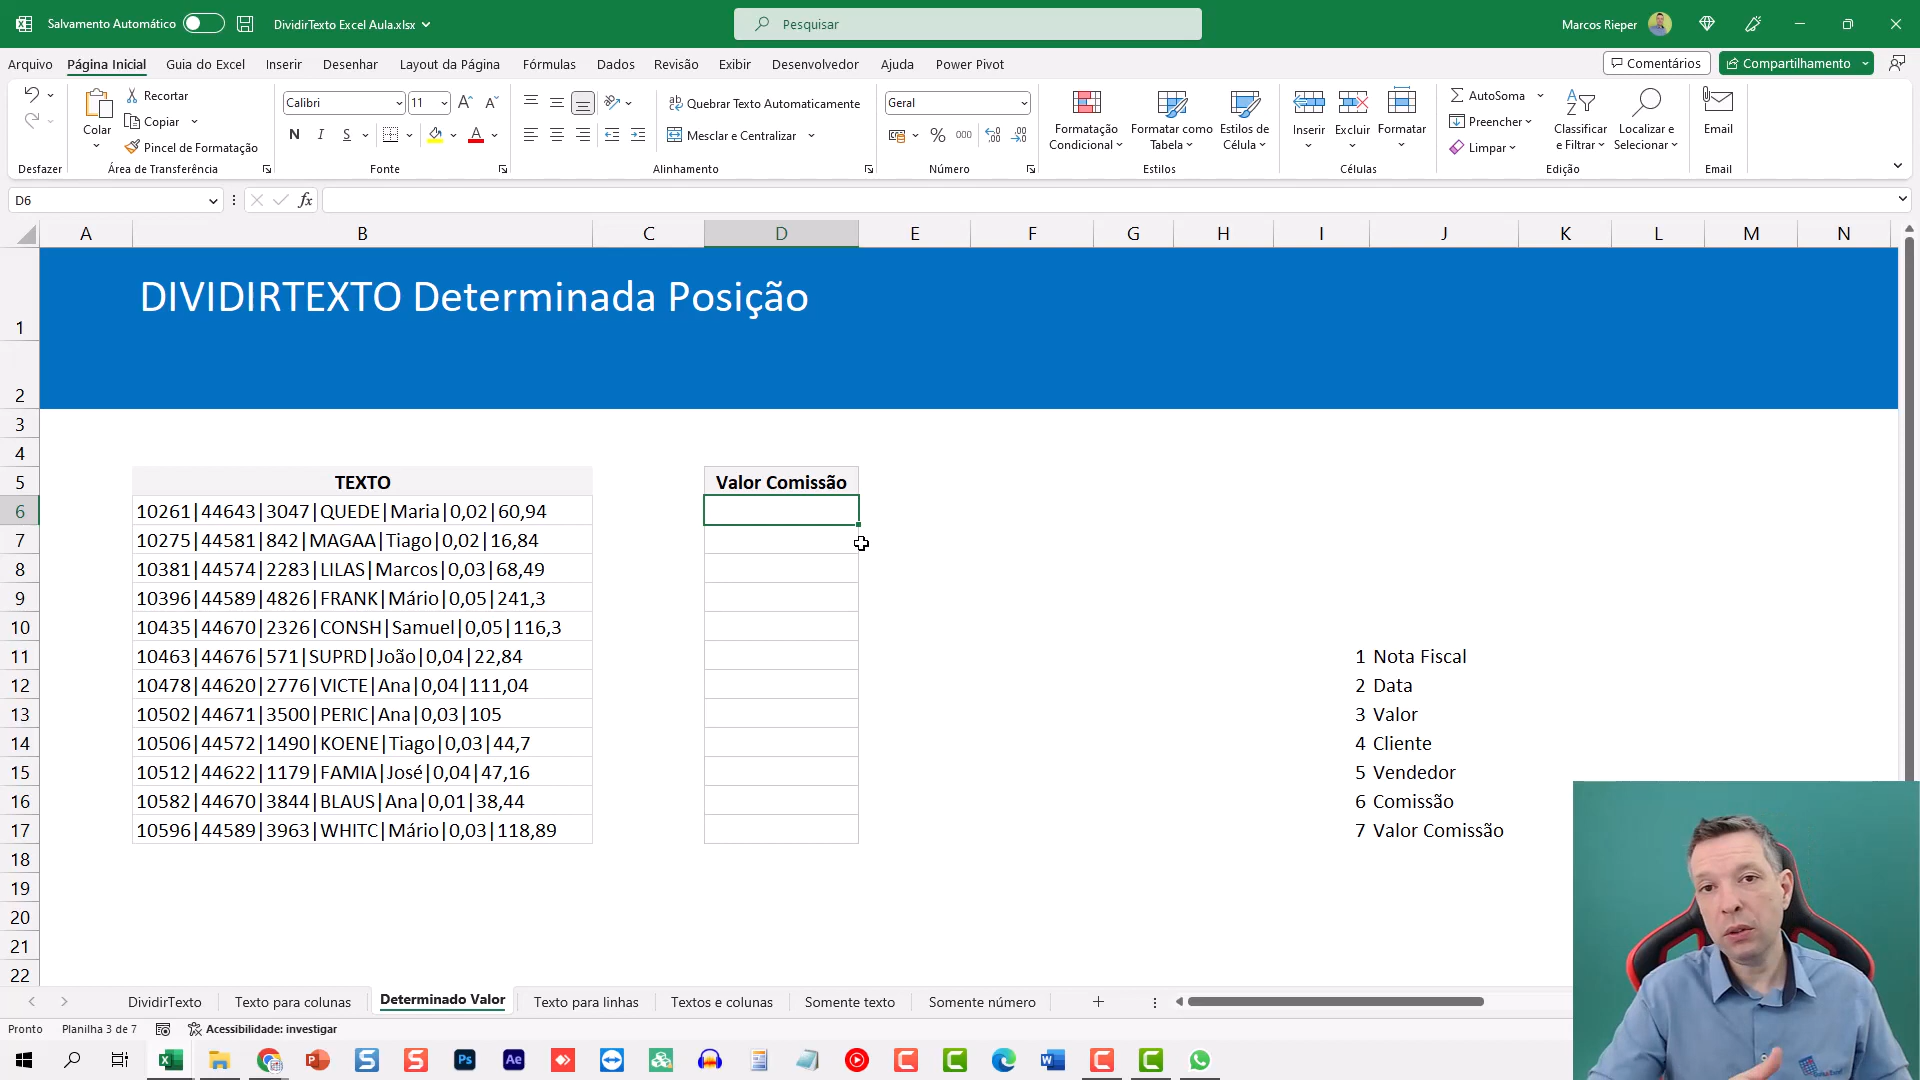 Salvamento Automático
DividirTexto Excel Aula.xlsx
Pesquisar
Marcos Rieper
Arquivo Página Inicial Guia do Excel Inserir Desenhar Layout da Página Fórmulas Dados Revisão Exibir Desenvolvedor Ajuda Power Pivot
Comentários
Compartilhamento
Colar
Recortar
Copiar
Pincel de Formatação
Calibri 11
N I S
Quebrar Texto Automaticamente
Mesclar e Centralizar
Geral
% 000
Formatação Condicional
Formatar como Tabela
Estilos de Célula
Inserir
Excluir
Formatar
AutoSoma
Preencher
Limpar
Classificar e Filtrar
Localizar e Selecionar
Email
Desfazer Área de Transferência Fonte Alinhamento Número Estilos Células Edição Email
D6
fx
A B C D E F G H I J K L M N
DIVIDIRTEXTO Determinada Posição
1
2
3
4
5 TEXTO Valor Comissão
6 10261|44643|3047|QUEDE|Maria|0,02|60,94
7 10275|44581|842|MAGAA|Tiago|0,02|16,84
8 10381|44574|2283|LILAS|Marcos|0,03|68,49
9 10396|44589|4826|FRANK|Mário|0,05|241,3
10 10435|44670|2326|CONSH|Samuel|0,05|116,3
11 10463|44676|571|SUPRD|João|0,04|22,84 1 Nota Fiscal
12 10478|44620|2776|VICTE|Ana|0,04|111,04 2 Data
13 10502|44671|3500|PERIC|Ana|0,03|105 3 Valor
14 10506|44572|1490|KOENE|Tiago|0,03|44,7 4 Cliente
15 10512|44622|1179|FAMIA|José|0,04|47,16 5 Vendedor
16 10582|44670|3844|BLAUS|Ana|0,01|38,44 6 Comissão
17 10596|44589|3963|WHITC|Mário|0,03|118,89 7 Valor Comissão
18
19
20
21
22
DividirTexto Texto para colunas Determinado Valor Texto para linhas Textos e colunas Somente texto Somente número
Pronto Planilha 3 de 7 Acessibilidade: investigar